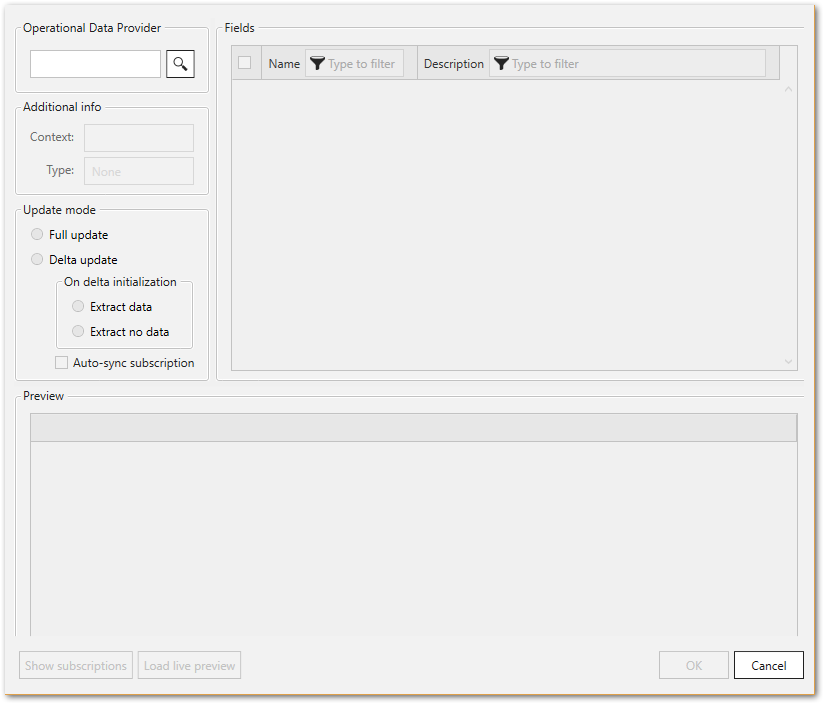 Operational Data Provider
Additional info
Context:
Type: None
Update mode
Full update
Delta update
On delta initialization
Extract data
Extract no data
Auto-sync subscription
Fields
Name Type to filter Description Type to filter
Preview
Show subscriptions Load live preview OK Cancel